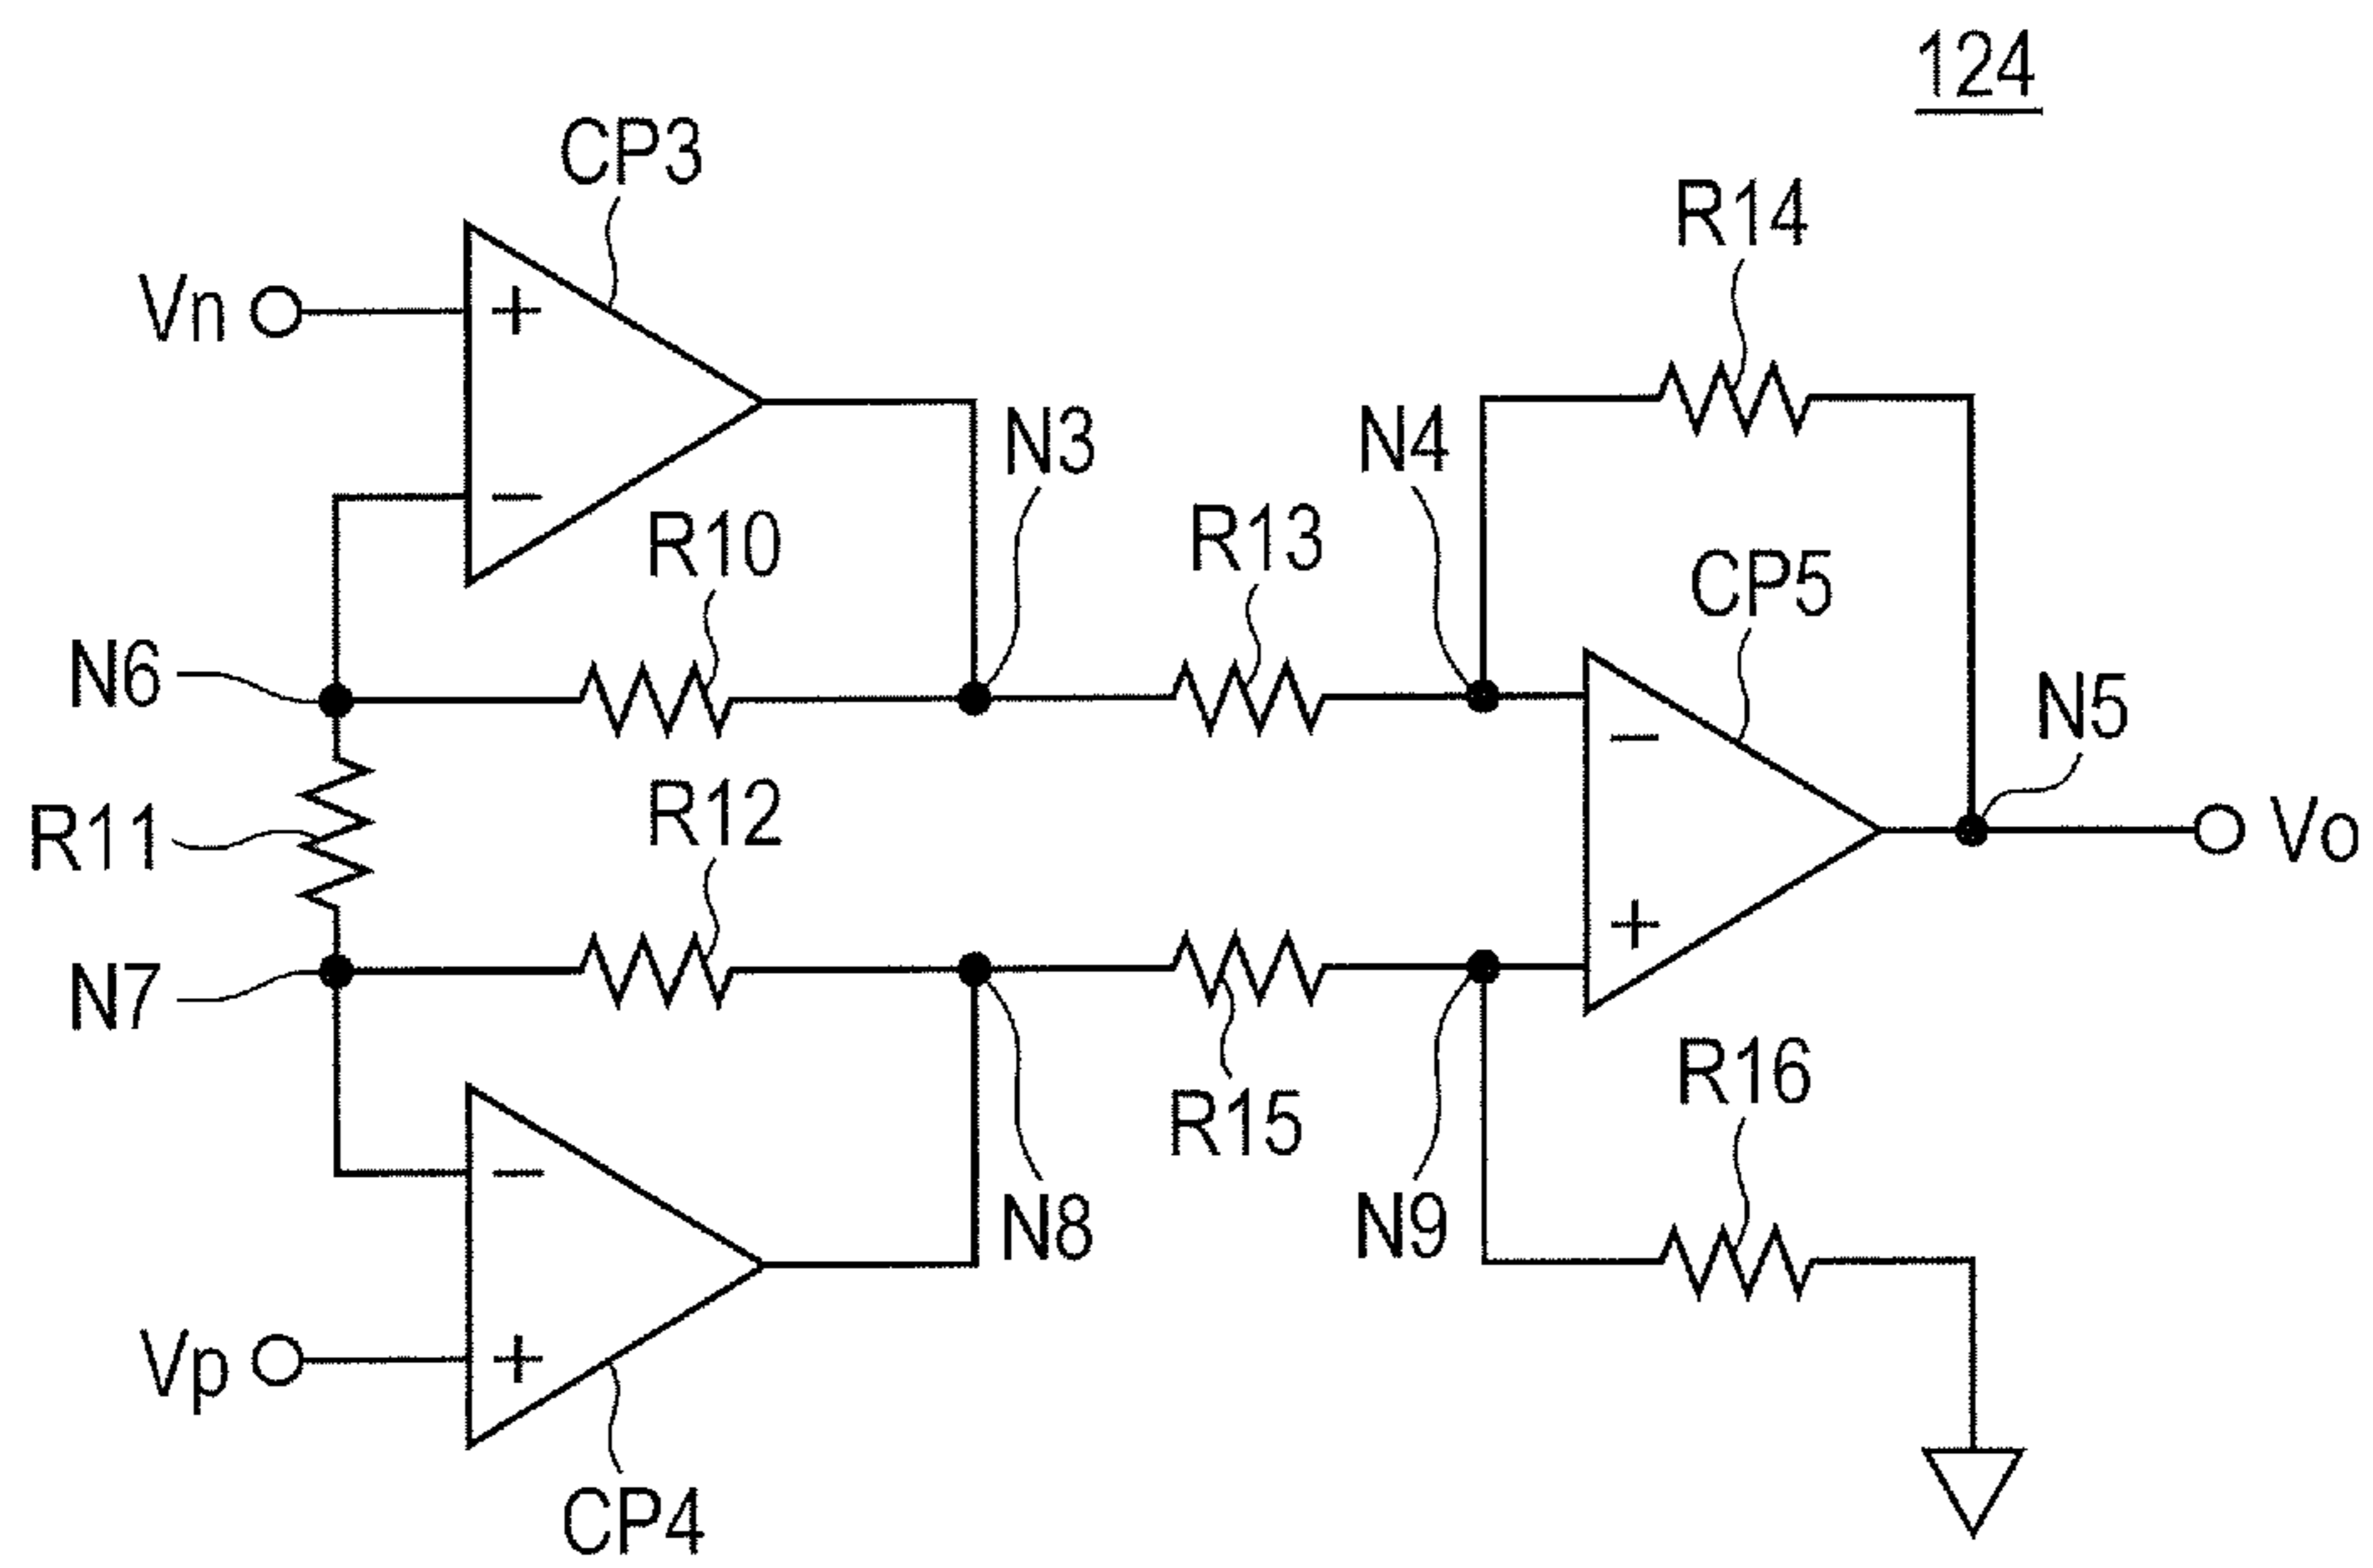 124
CP3
R14
Vn
+
N3
N4
−
R10
R13
CP5
N6
N5
−
R12
R11
Vo
+
N7
R15
R16
−
N8
N9
Vp
+
CP4